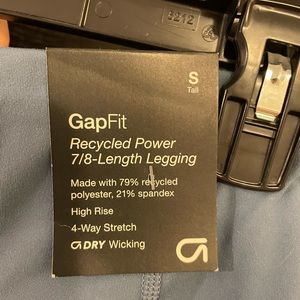 5212
S
Tall
GapFit
Recycled Power
7/8-Length Legging
Made with 79% recycled
polyester, 21% spandex
High Rise
4-Way Stretch
DRY Wicking